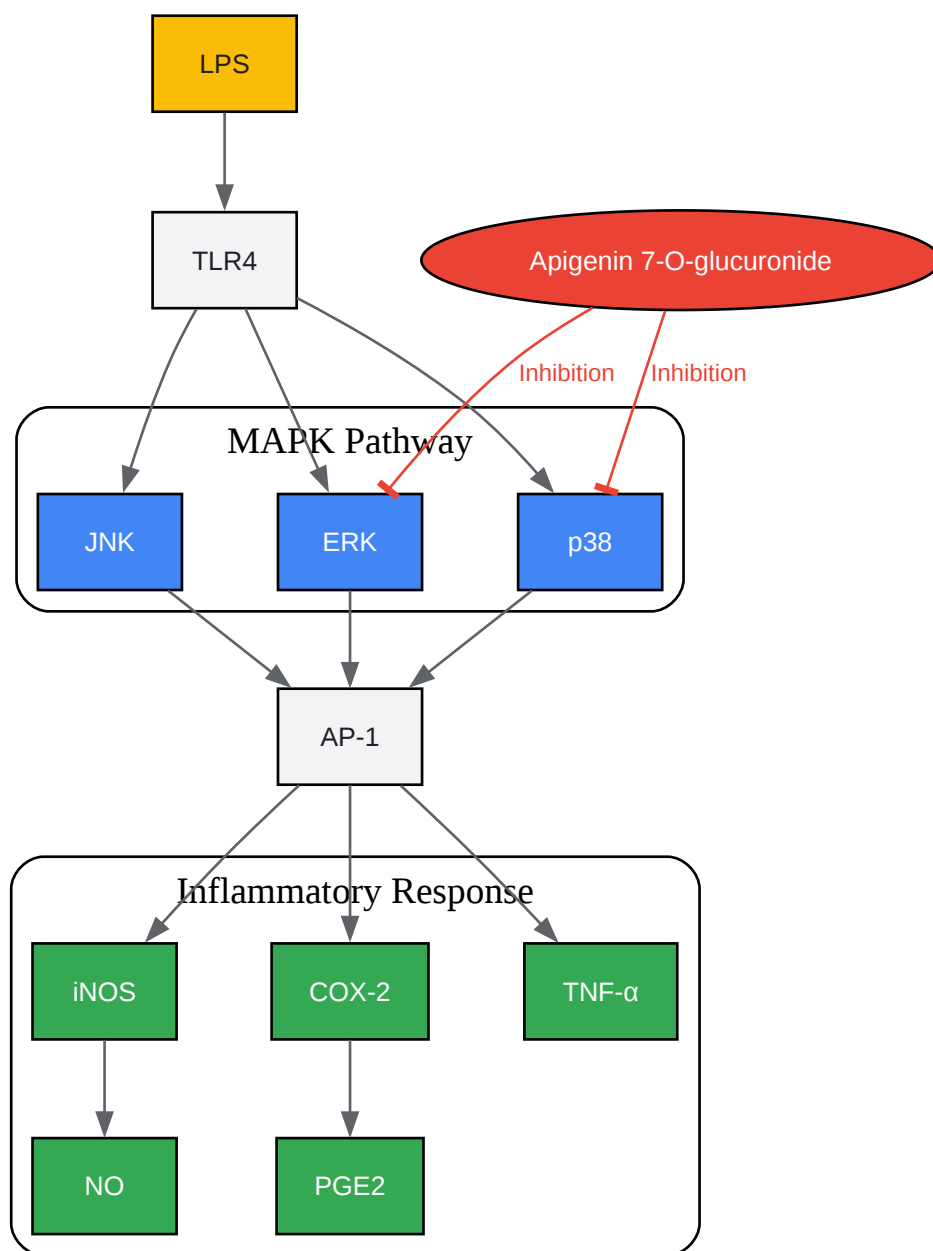 LPS
TLR4
Apigenin 7-O-glucuronide
Inhibition
Inhibition
MAPK Pathway
JNK
ERK
p38
AP-1
Inflammatory Response
iNOS
COX-2
TNF-α
NO
PGE2